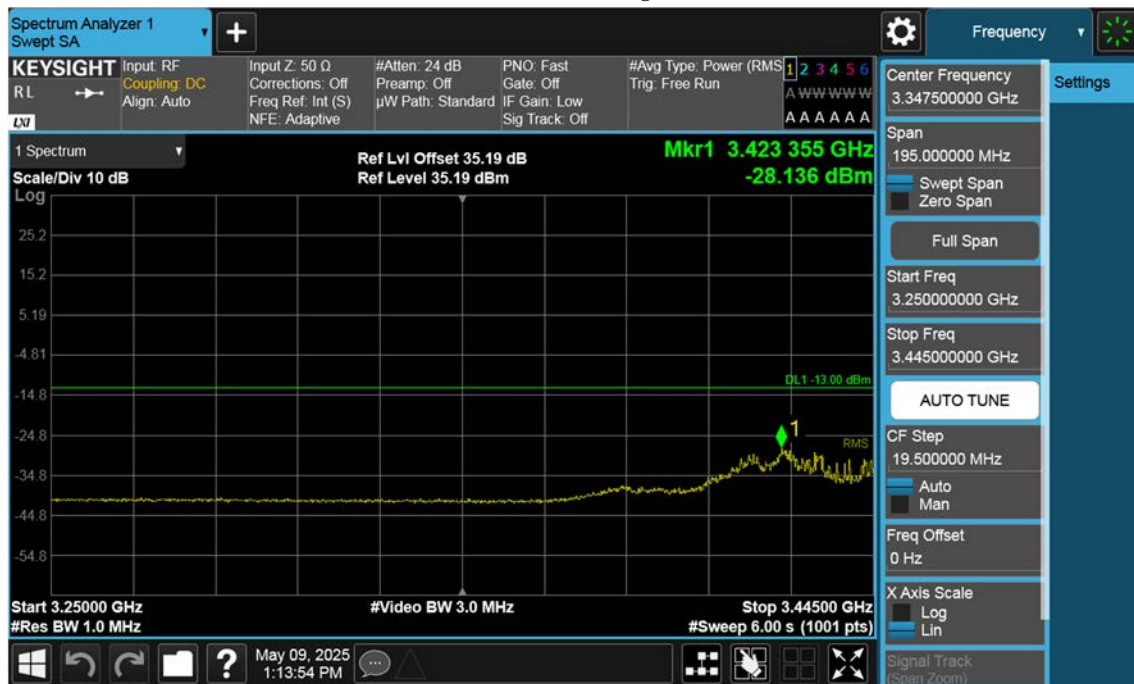 Spectrum Analyzer 1
Swept SA
Frequency
KEYSIGHT
RL
LXI
Input: RF
Coupling: DC
Align: Auto
Input Z: 50 Ω
Corrections: Off
Freq Ref: Int (S)
NFE: Adaptive
#Atten: 24 dB
Preamp: Off
µW Path: Standard
PNO: Fast
Gate: Off
IF Gain: Low
Sig Track: Off
#Avg Type: Power (RMS
Trig: Free Run
1 2 3 4 5 6
A W W W W W
A A A A A A
1 Spectrum
Scale/Div 10 dB
Ref Lvl Offset 35.19 dB
Ref Level 35.19 dBm
Mkr1 3.423 355 GHz
-28.136 dBm
Log
25.2
15.2
5.19
-4.81
DL1 -13.00 dBm
-14.8
1
-24.8
RMS
-34.8
-44.8
-54.8
Start 3.25000 GHz
#Video BW 3.0 MHz
Stop 3.44500 GHz
#Res BW 1.0 MHz
#Sweep 6.00 s (1001 pts)
?
May 09, 2025
1:13:54 PM
Center Frequency
3.347500000 GHz
Settings
Span
195.000000 MHz
Swept Span
Zero Span
Full Span
Start Freq
3.250000000 GHz
Stop Freq
3.445000000 GHz
AUTO TUNE
CF Step
19.500000 MHz
Auto
Man
Freq Offset
0 Hz
X Axis Scale
Log
Lin
Signal Track
(Span Zoom)